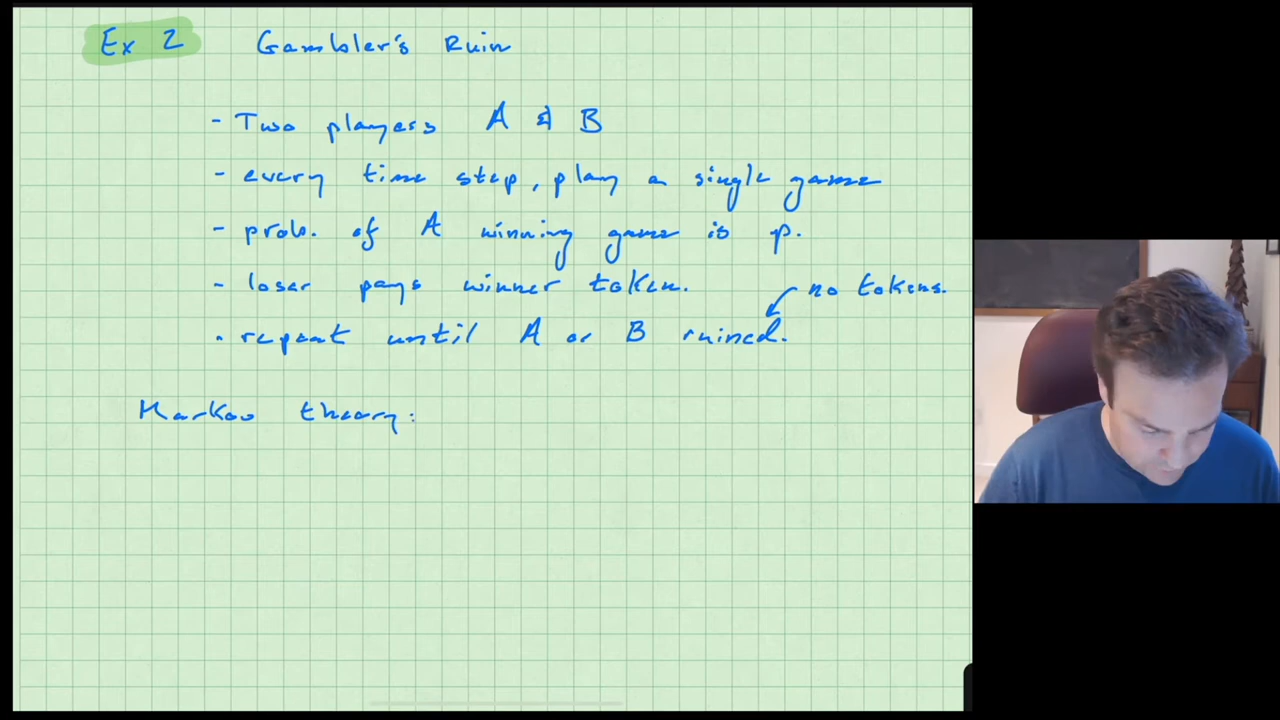 Ex 2 Gambler's Ruin
- Two players A & B
- every time step, play a single game
- prob. of A winning game is p.
- loser pays winner token.
no tokens.
- repeat until A or B ruined.
Markov theory: